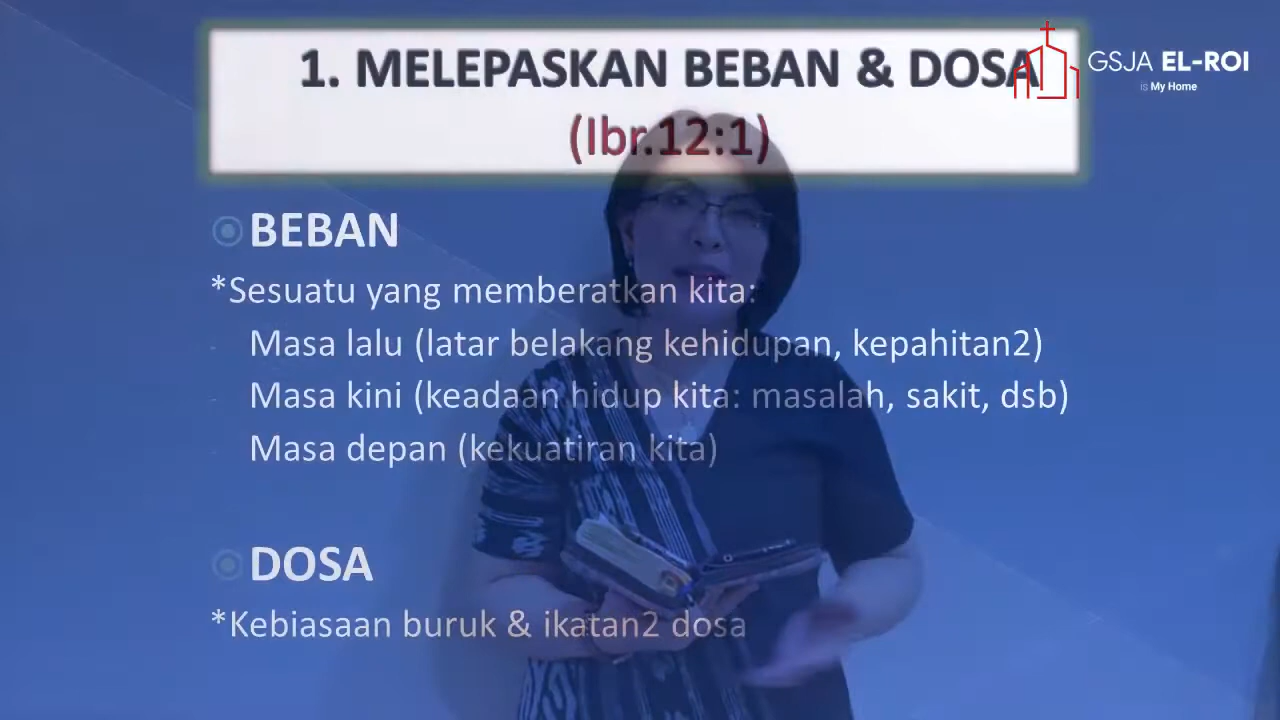 1. MELEPASKAN BEBAN & DOSA
(Ibr.12:1)
GSJA EL-ROI
is My Home
BEBAN
*Sesuatu yang memberatkan kita:
- Masa lalu (latar belakang kehidupan, kepahitan2)
- Masa kini (keadaan hidup kita: masalah, sakit, dsb)
- Masa depan (kekuatiran kita)
DOSA
*Kebiasaan buruk & ikatan2 dosa